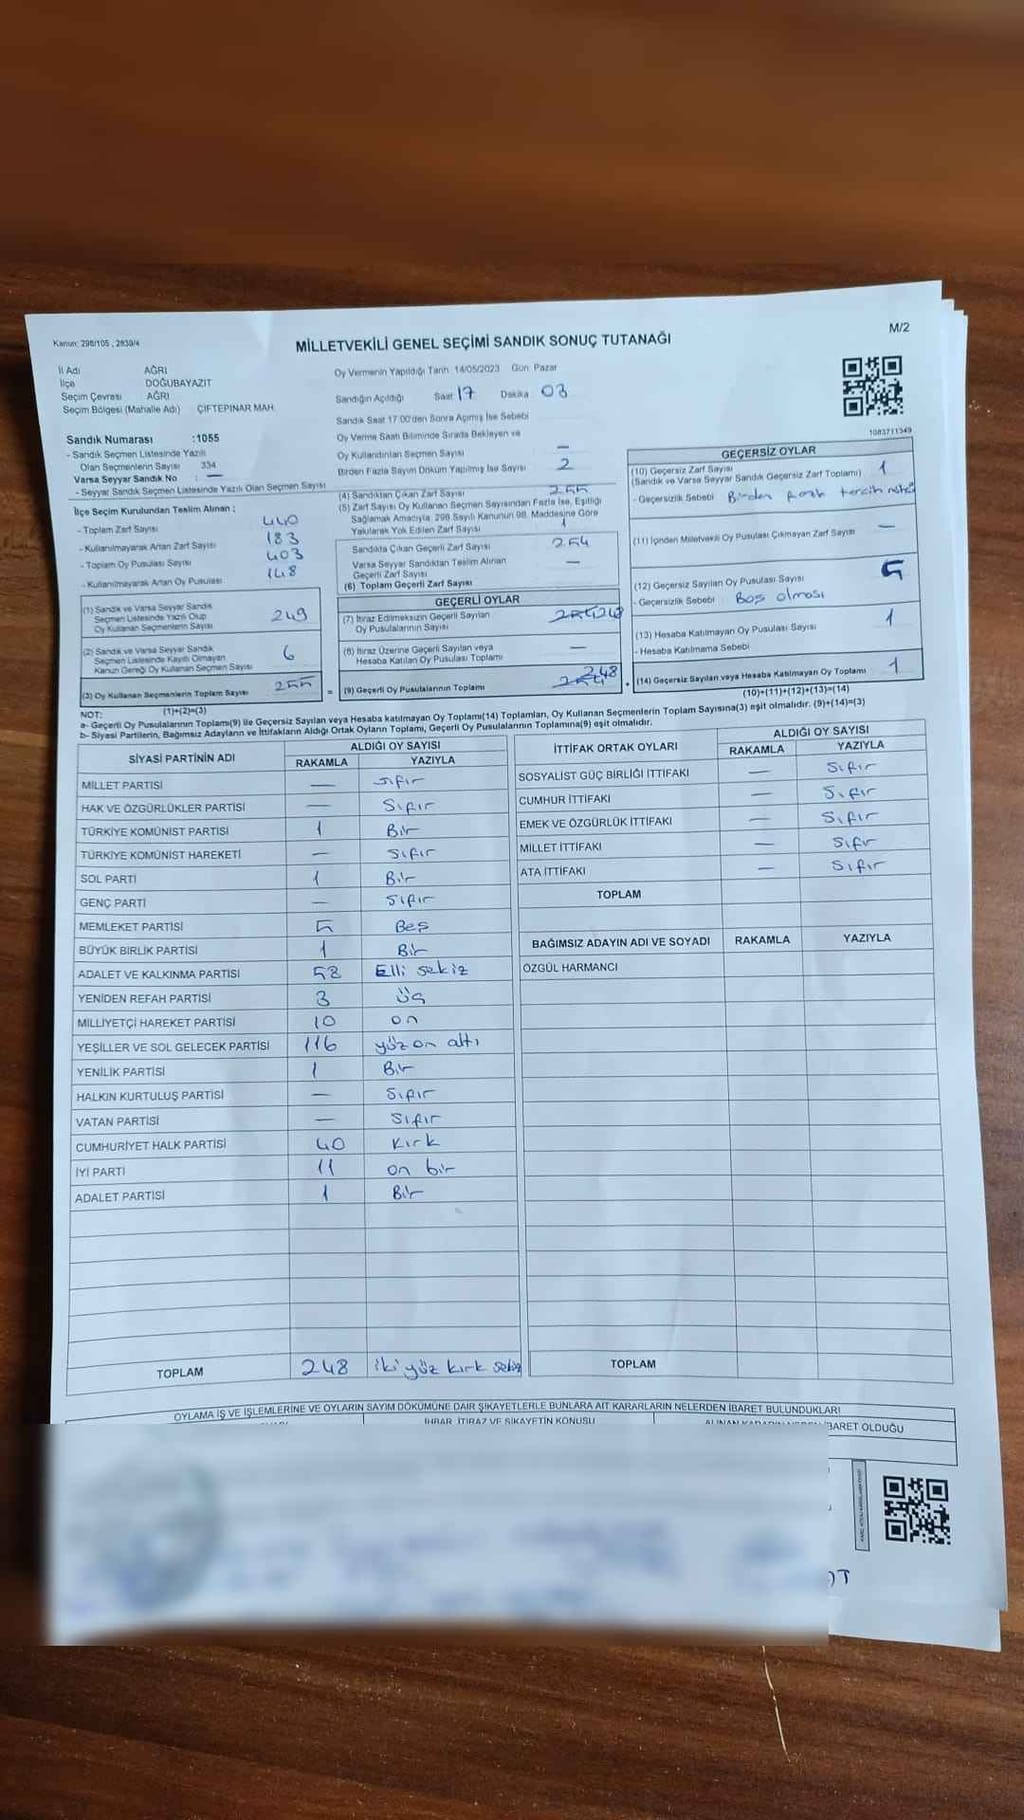 Kanun: 298/105 , 2839/4
M/2
MİLLETVEKİLİ GENEL SEÇİMİ SANDIK SONUÇ TUTANAĞI
İl Adı AĞRI
İlçe DOĞUBAYAZIT
Seçim Çevresi AĞRI
Seçim Bölgesi (Mahalle Adı) ÇİFTEPINAR MAH.
Sandık Numarası :1055
- Sandık Seçmen Listesinde Yazılı
Olan Seçmenlerin Sayısı 334
Varsa Seyyar Sandık No : —
- Seyyar Sandık Seçmen Listesinde Yazılı Olan Seçmen Sayısı
İlçe Seçim Kurulundan Teslim Alınan :
- Toplam Zarf Sayısı 440
- Kullanılmayarak Artan Zarf Sayısı 183
- Toplam Oy Pusulası Sayısı 403
- Kullanılmayarak Artan Oy Pusulası 148
(1) Sandık ve Varsa Seyyar Sandık
Seçmen Listesinde Yazılı Olup
Oy Kullanan Seçmenlerin Sayısı 249
(2) Sandık ve Varsa Seyyar Sandık
Seçmen Listesinde Kayıtlı Olmayan
Kanun Gereği Oy Kullanan Seçmen Sayısı 6
(3) Oy Kullanan Seçmenlerin Toplam Sayısı 255
(1)+(2)=(3)
Oy Vermenin Yapıldığı Tarih 14/05/2023 Gün Pazar
Sandığın Açıldığı Saat 17 Dakika 03
Sandık Saat 17:00'den Sonra Açımış İse Sebebi
Oy Verme Saati Bitiminde Sırada Bekleyen ve
Oy Kullandırılan Seçmen Sayısı —
Birden Fazla Sayım Döküm Yapılmış İse Sayısı 2
(4) Sandıktan Çıkan Zarf Sayısı 255
(5) Zarf Sayısı Oy Kullanan Seçmen Sayısından Fazla İse, Eşitliği
Sağlamak Amacıyla, 298 Sayılı Kanunun 98. Maddesine Göre
Yakılarak Yok Edilen Zarf Sayısı 1
Sandıkta Çıkan Geçerli Zarf Sayısı 254
Varsa Seyyar Sandıktan Teslim Alınan
Geçerli Zarf Sayısı —
(6) Toplam Geçerli Zarf Sayısı
GEÇERLİ OYLAR
(7) İtiraz Edilmeksizin Geçerli Sayılan
Oy Pusulalarının Sayısı 248
(8) İtiraz Üzerine Geçerli Sayılan veya
Hesaba Katılan Oy Pusulası Toplamı —
= (9) Geçerli Oy Pusulalarının Toplamı 248
1083711349
GEÇERSİZ OYLAR
(10) Geçersiz Zarf Sayısı 1
(Sandık ve Varsa Seyyar Sandık Geçersiz Zarf Toplamı)
- Geçersizlik Sebebi Birden fazla tercih
(11) İçinden Milletvekili Oy Pusulası Çıkmayan Zarf Sayısı —
(12) Geçersiz Sayılan Oy Pusulası Sayısı 5
- Geçersizlik Sebebi Boş olması
(13) Hesaba Katılmayan Oy Pusulası Sayısı 1
- Hesaba Katılmama Sebebi
(14) Geçersiz Sayılan veya Hesaba Katılmayan Oy Toplamı 1
(10)+(11)+(12)+(13)=(14)
NOT:
a- Geçerli Oy Pusulalarının Toplamı(9) ile Geçersiz Sayılan veya Hesaba katılmayan Oy Toplamı(14) Toplamları, Oy Kullanan Seçmenlerin Toplam Sayısına(3) eşit olmalıdır. (9)+(14)=(3)
b- Siyasi Partilerin, Bağımsız Adayların ve İttifakların Aldığı Ortak Oyların Toplamı, Geçerli Oy Pusulalarının Toplamına(9) eşit olmalıdır.
SİYASİ PARTİNİN ADI ALDIĞI OY SAYISI
RAKAMLA YAZIYLA
MİLLET PARTİSİ — sıfır
HAK VE ÖZGÜRLÜKLER PARTİSİ — Sıfır
TÜRKİYE KOMÜNİST PARTİSİ 1 Bir
TÜRKİYE KOMÜNİST HAREKETİ — Sıfır
SOL PARTİ 1 Bir
GENÇ PARTİ — Sıfır
MEMLEKET PARTİSİ 5 Beş
BÜYÜK BİRLİK PARTİSİ 1 Bir
ADALET VE KALKINMA PARTİSİ 58 Elli sekiz
YENİDEN REFAH PARTİSİ 3 üç
MİLLİYETÇİ HAREKET PARTİSİ 10 on
YEŞİLLER VE SOL GELECEK PARTİSİ 116 yüz on altı
YENİLİK PARTİSİ 1 Bir
HALKIN KURTULUŞ PARTİSİ — Sıfır
VATAN PARTİSİ — Sıfır
CUMHURİYET HALK PARTİSİ 40 Kırk
İYİ PARTİ 11 on bir
ADALET PARTİSİ 1 Bir
TOPLAM 248 iki yüz kırk sekiz
İTTİFAK ORTAK OYLARI ALDIĞI OY SAYISI
RAKAMLA YAZIYLA
SOSYALİST GÜÇ BİRLİĞİ İTTİFAKI — Sıfır
CUMHUR İTTİFAKI — Sıfır
EMEK VE ÖZGÜRLÜK İTTİFAKI — Sıfır
MİLLET İTTİFAKI — Sıfır
ATA İTTİFAKI — Sıfır
TOPLAM
BAĞIMSIZ ADAYIN ADI VE SOYADI RAKAMLA YAZIYLA
ÖZGÜL HARMANCI
TOPLAM
OYLAMA İŞ VE İŞLEMLERİNE VE OYLARIN SAYIM DÖKÜMÜNE DAİR ŞİKAYETLERLE BUNLARA AİT KARARLARIN NELERDEN İBARET BULUNDUKLARI
İHBAR, İTİRAZ VE ŞİKAYETİN KONUSU
İBARET OLDUĞU